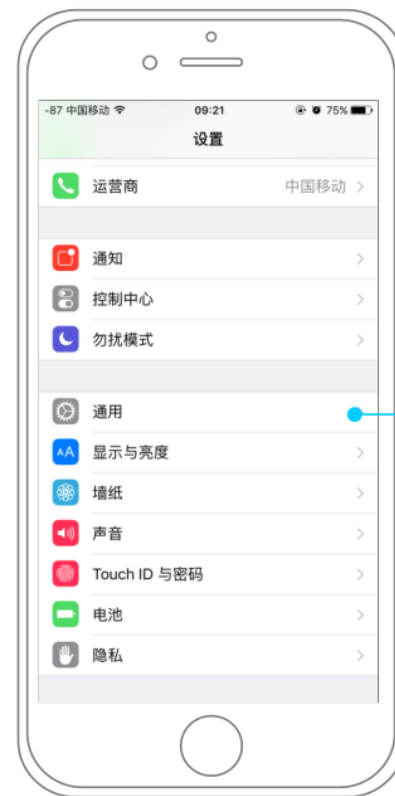 -87 中国移动 09:21 75%
设置
运营商 中国移动
通知
控制中心
勿扰模式
通用
AA 显示与亮度
墙纸
声音
Touch ID 与密码
电池
隐私